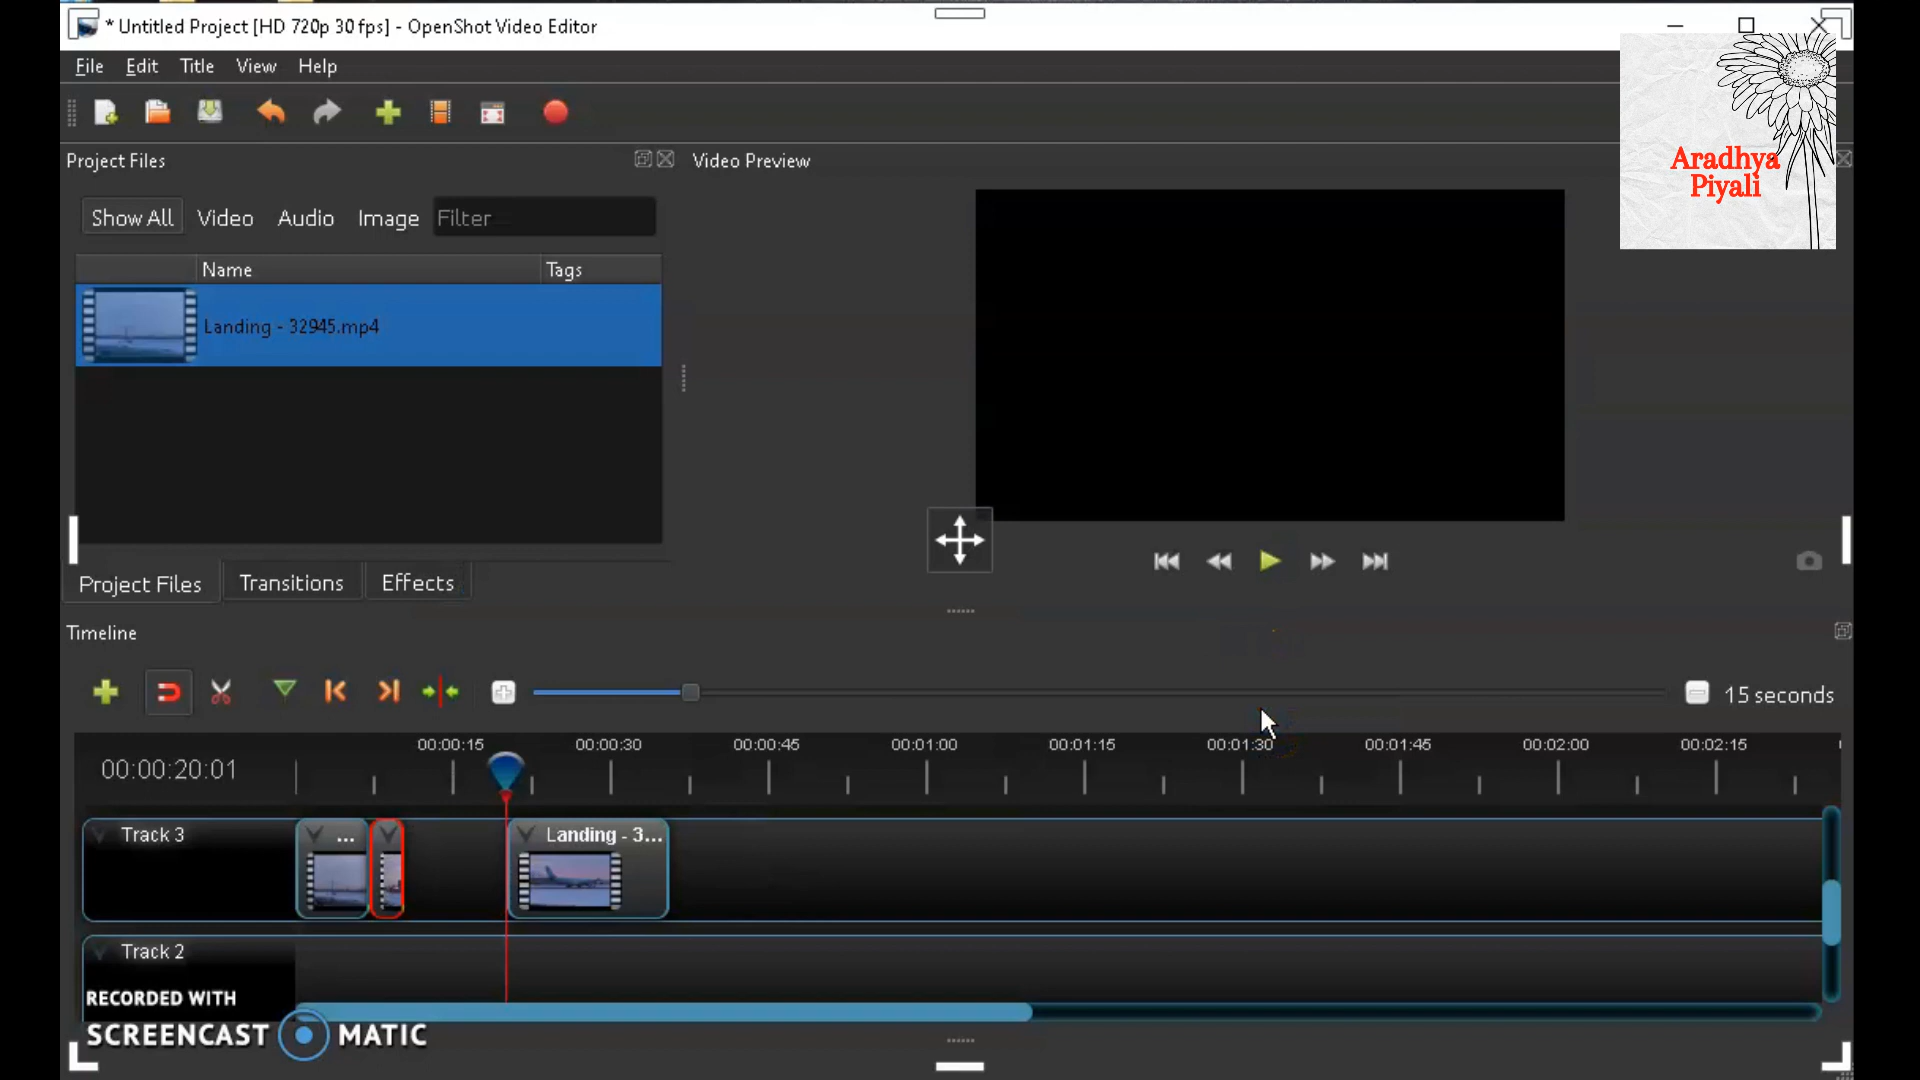 * Untitled Project [HD 720p 30 fps] - OpenShot Video Editor
File Edit Title View Help
Project Files
Video Preview
Aradhya
Piyali
Show All Video Audio Image Filter
Name Tags
Landing - 32945.mp4
Project Files Transitions Effects
Timeline
15 seconds
00:00:20:01
00:00:15 00:00:30 00:00:45 00:01:00 00:01:15 00:01:30 00:01:45 00:02:00 00:02:15
Track 3
...
Landing - 3...
Track 2
RECORDED WITH
SCREENCAST MATIC